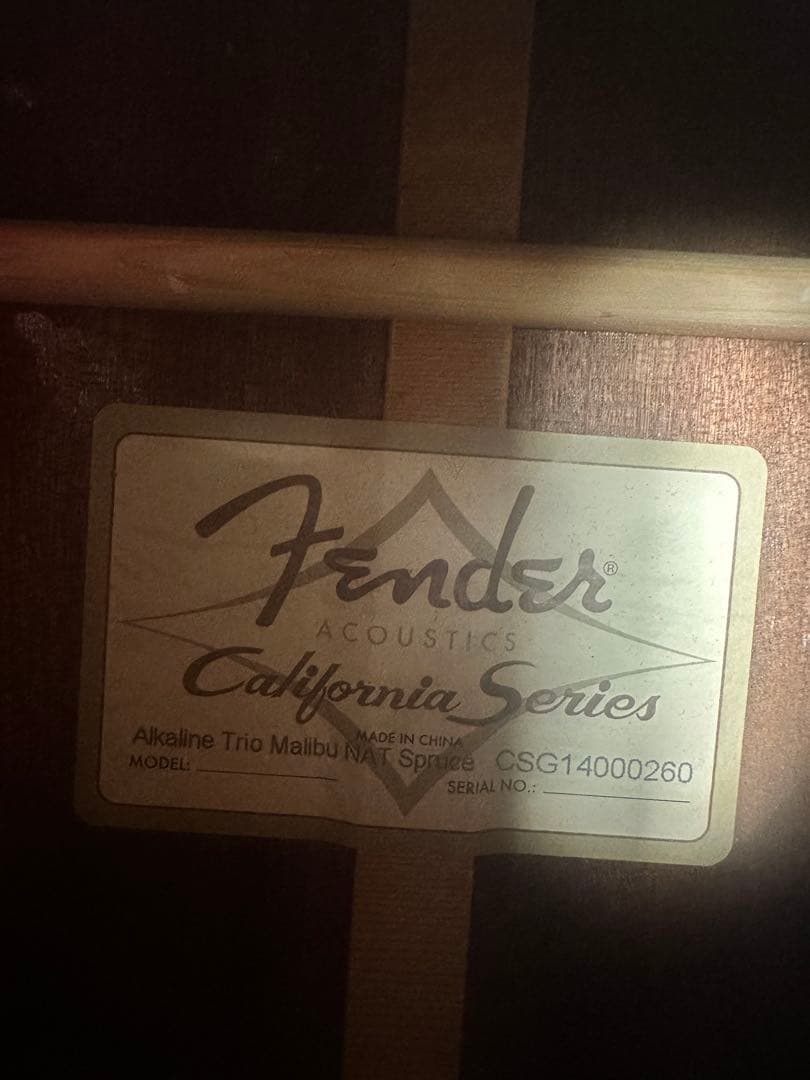 Fender®
ACOUSTICS
California Series
MADE IN CHINA
Alkaline Trio Malibu NAT Spruce CSG14000260
MODEL: SERIAL NO.: